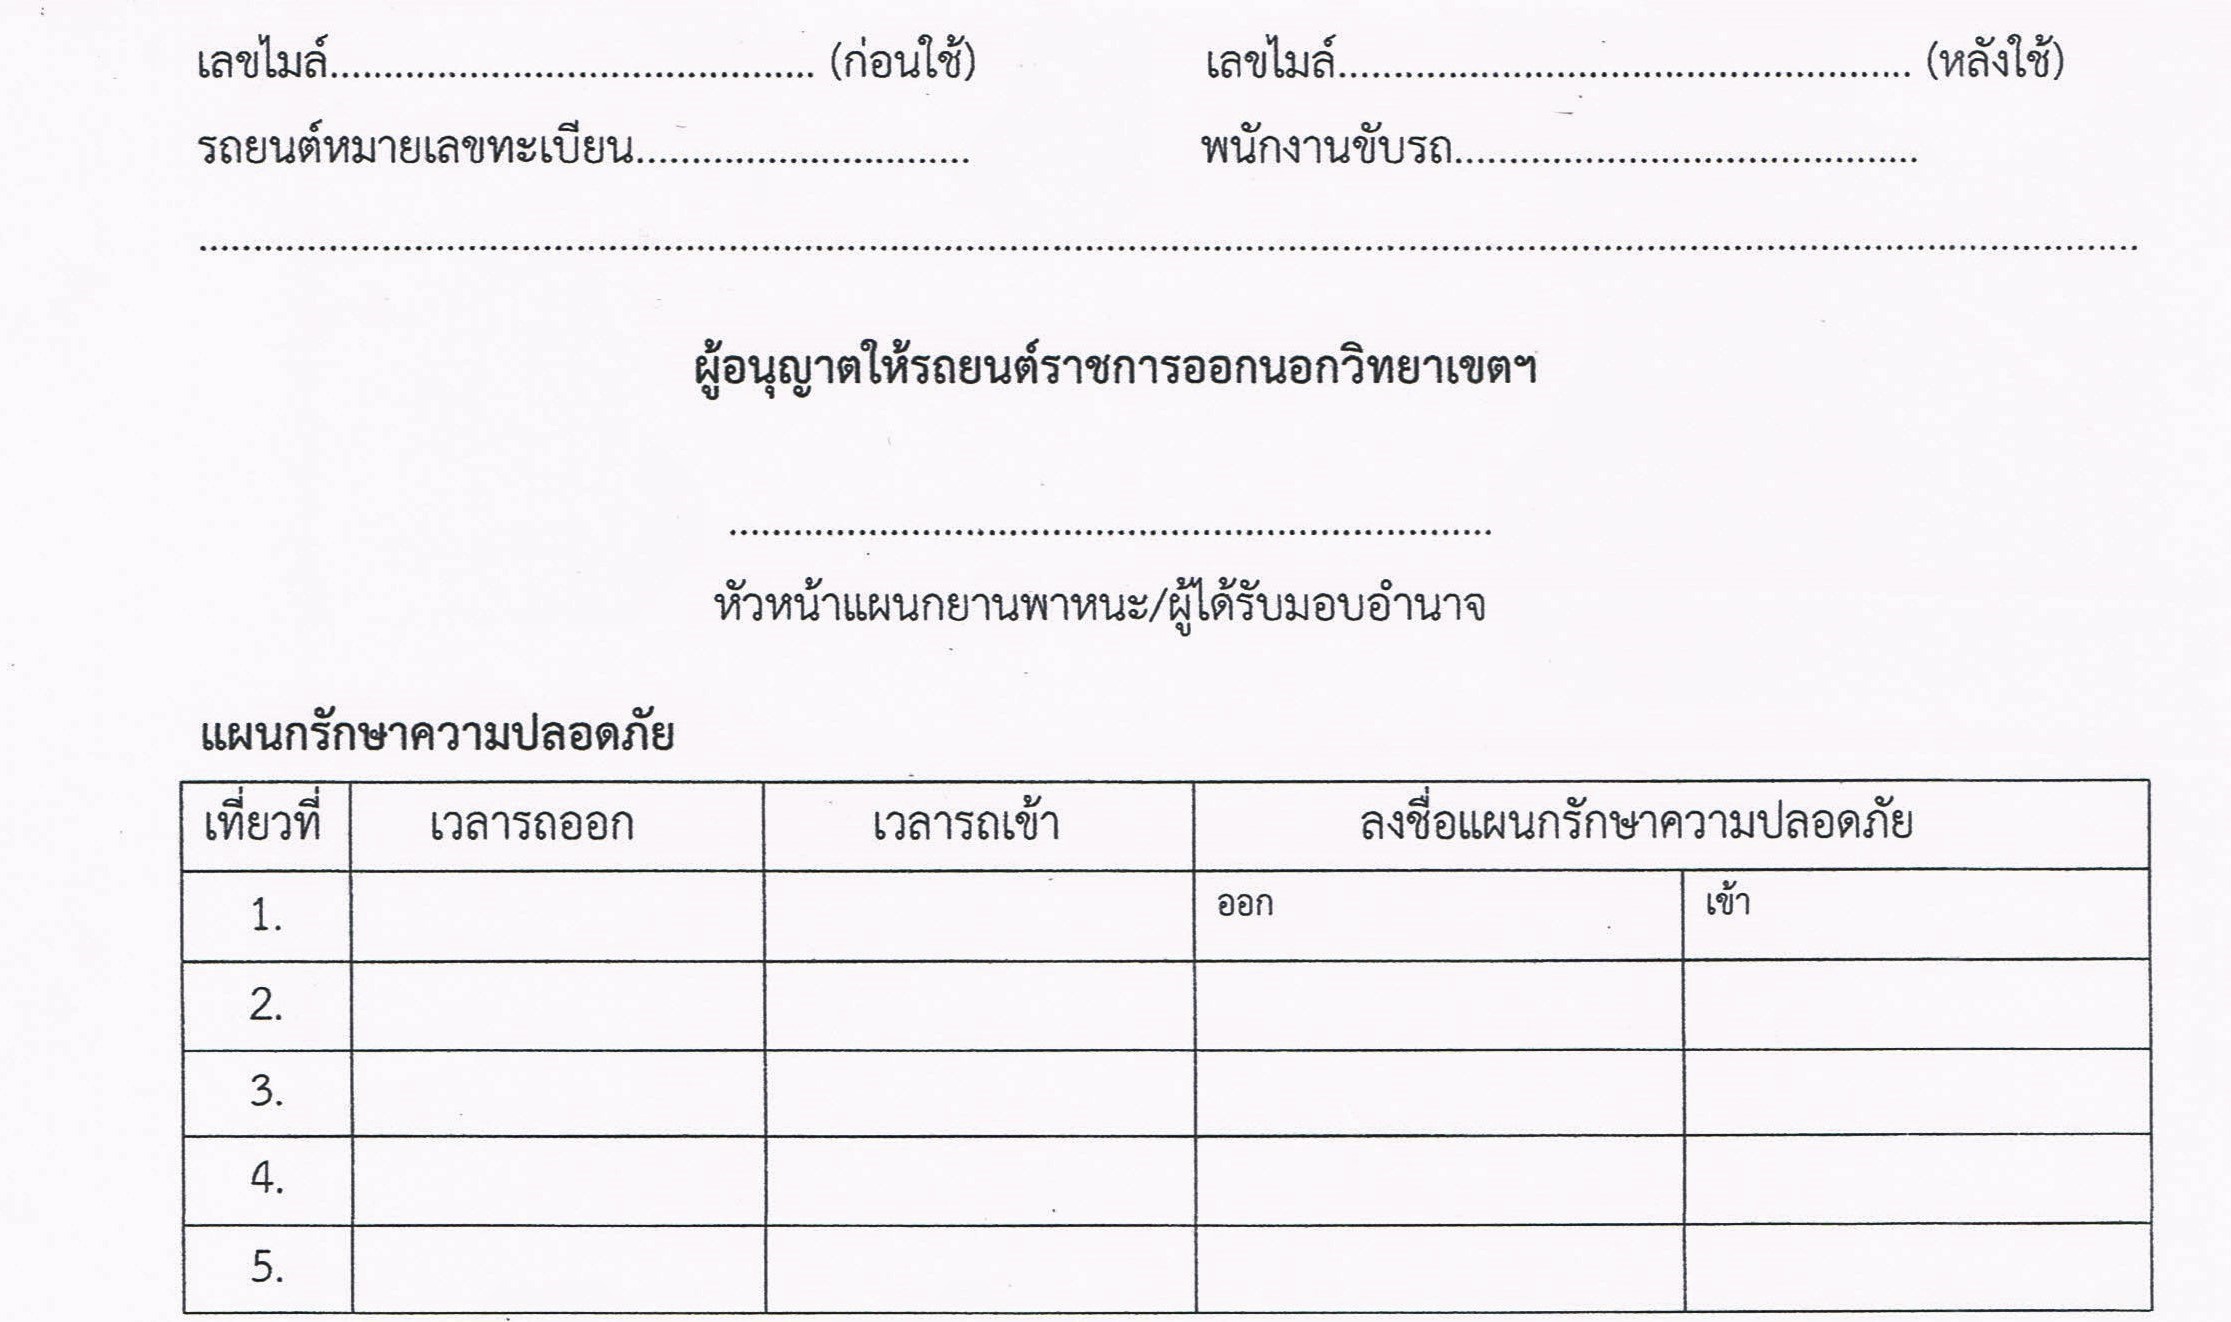 เลขไมล์............................................. (ก่อนใช้) เลขไมล์..................................................... (หลังใช้)
รถยนต์หมายเลขทะเบียน............................... พนักงานขับรถ...........................................
....................................................................................................................................................................................
ผู้อนุญาตให้รถยนต์ราชการออกนอกวิทยาเขตฯ
.......................................................................
หัวหน้าแผนกยานพาหนะ/ผู้ได้รับมอบอำนาจ
แผนกรักษาความปลอดภัย
เที่ยวที่ เวลารถออก เวลารถเข้า ลงชื่อแผนกรักษาความปลอดภัย
1. ออก เข้า
2.
3.
4.
5.